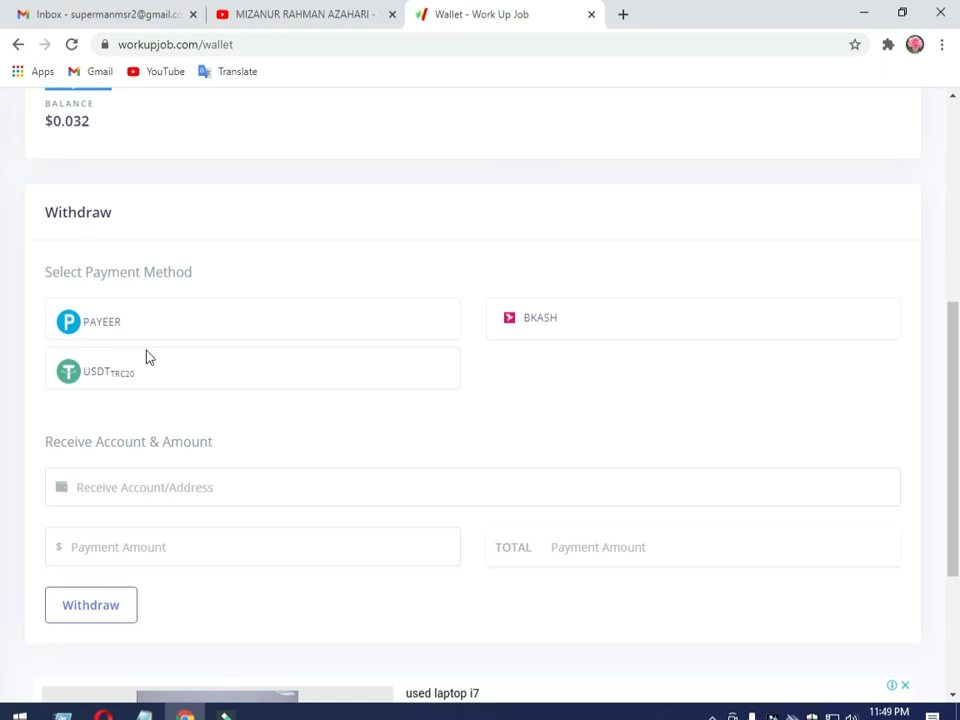 Inbox - supermanmsr2@gmail.c
MIZANUR RAHMAN AZAHARI -
Wallet - Work Up Job
workupjob.com/wallet
Apps
Gmail
YouTube
Translate
BALANCE
$0.032
Withdraw
Select Payment Method
PAYEER
BKASH
USDTTRC20
Receive Account & Amount
Receive Account/Address
$ Payment Amount
TOTAL Payment Amount
Withdraw
used laptop i7
11:49 PM